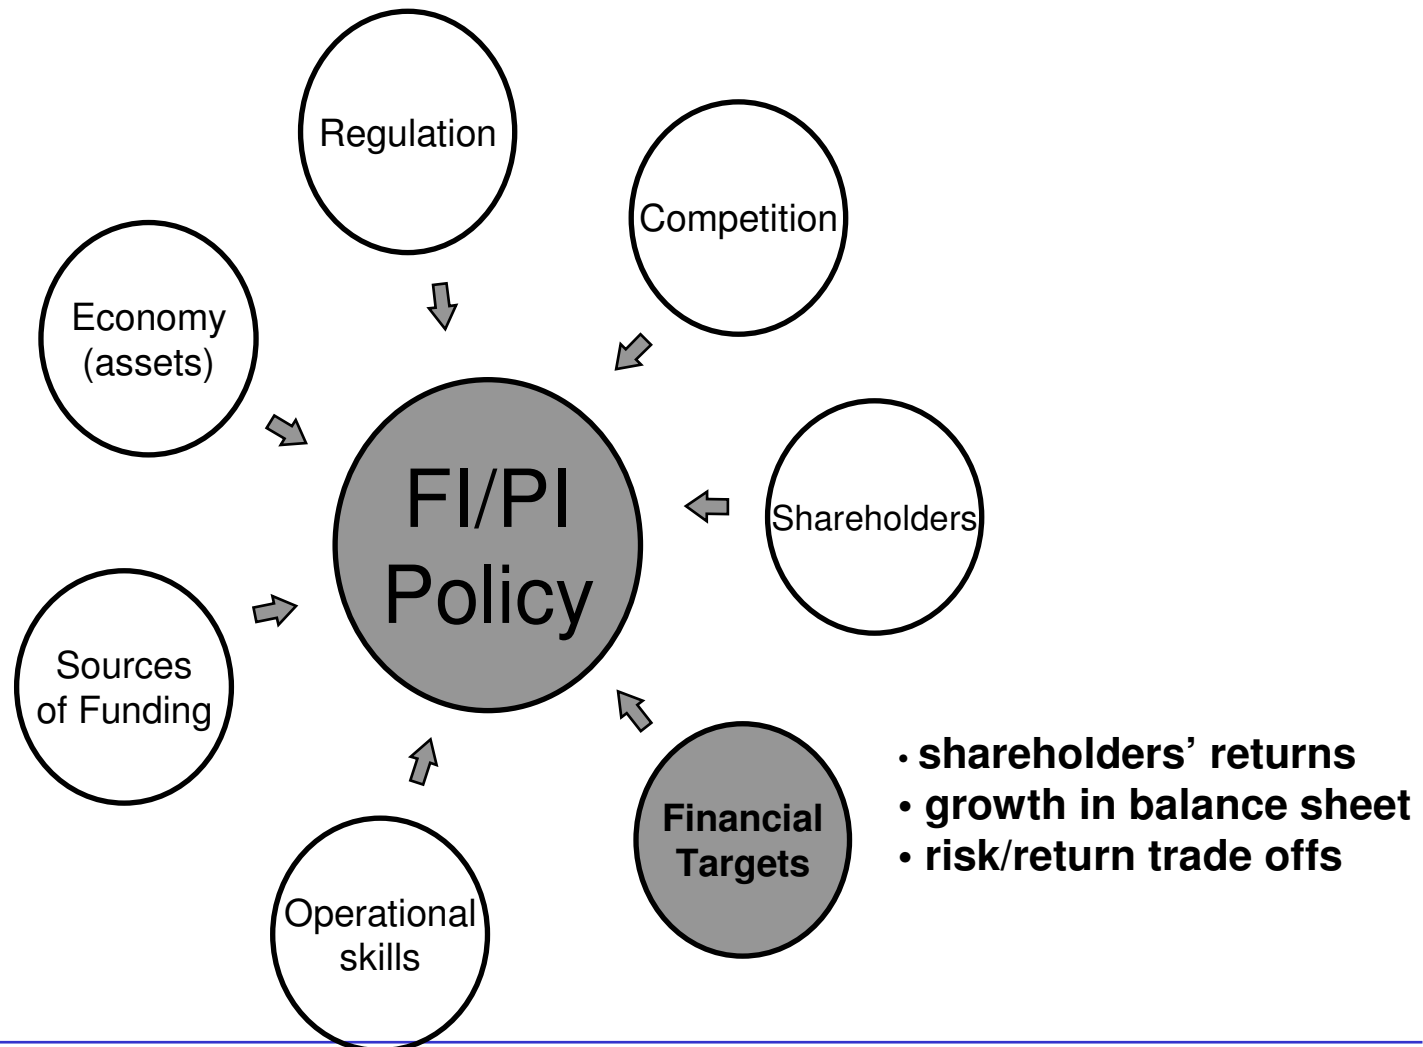 Regulation
Competition
Economy
(assets)
FI/PI
Policy
Shareholders
Sources
of Funding
Financial
Targets
• shareholders’ returns
• growth in balance sheet
• risk/return trade offs
Operational
skills